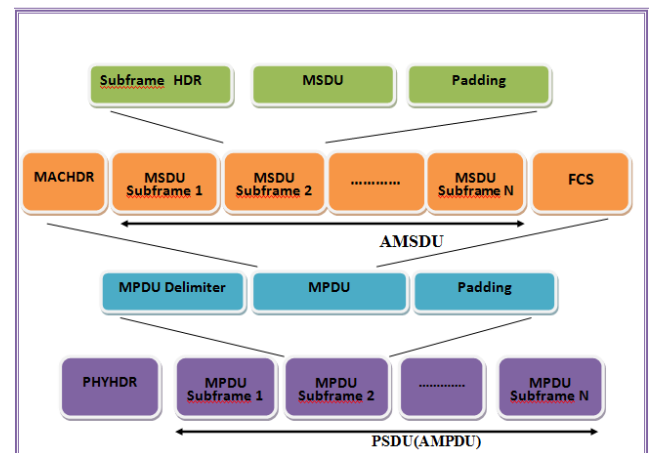 Subframe HDR
MSDU
Padding
MACHDR
MSDU
Subframe 1
MSDU
Subframe 2
............
MSDU
Subframe N
FCS
AMSDU
MPDU Delimiter
MPDU
Padding
PHYHDR
MPDU
Subframe 1
MPDU
Subframe 2
.............
MPDU
Subframe N
PSDU(AMPDU)